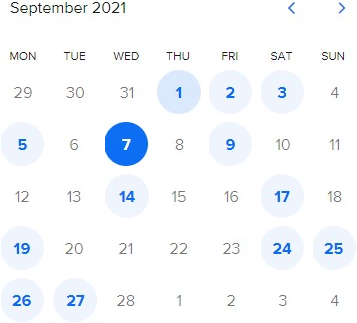 September 2021
MON TUE WED THU FRI SAT SUN
29 30 31 1 2 3 4
5 6 7 8 9 10 11
12 13 14 15 16 17 18
19 20 21 22 23 24 25
26 27 28 1 2 3 4